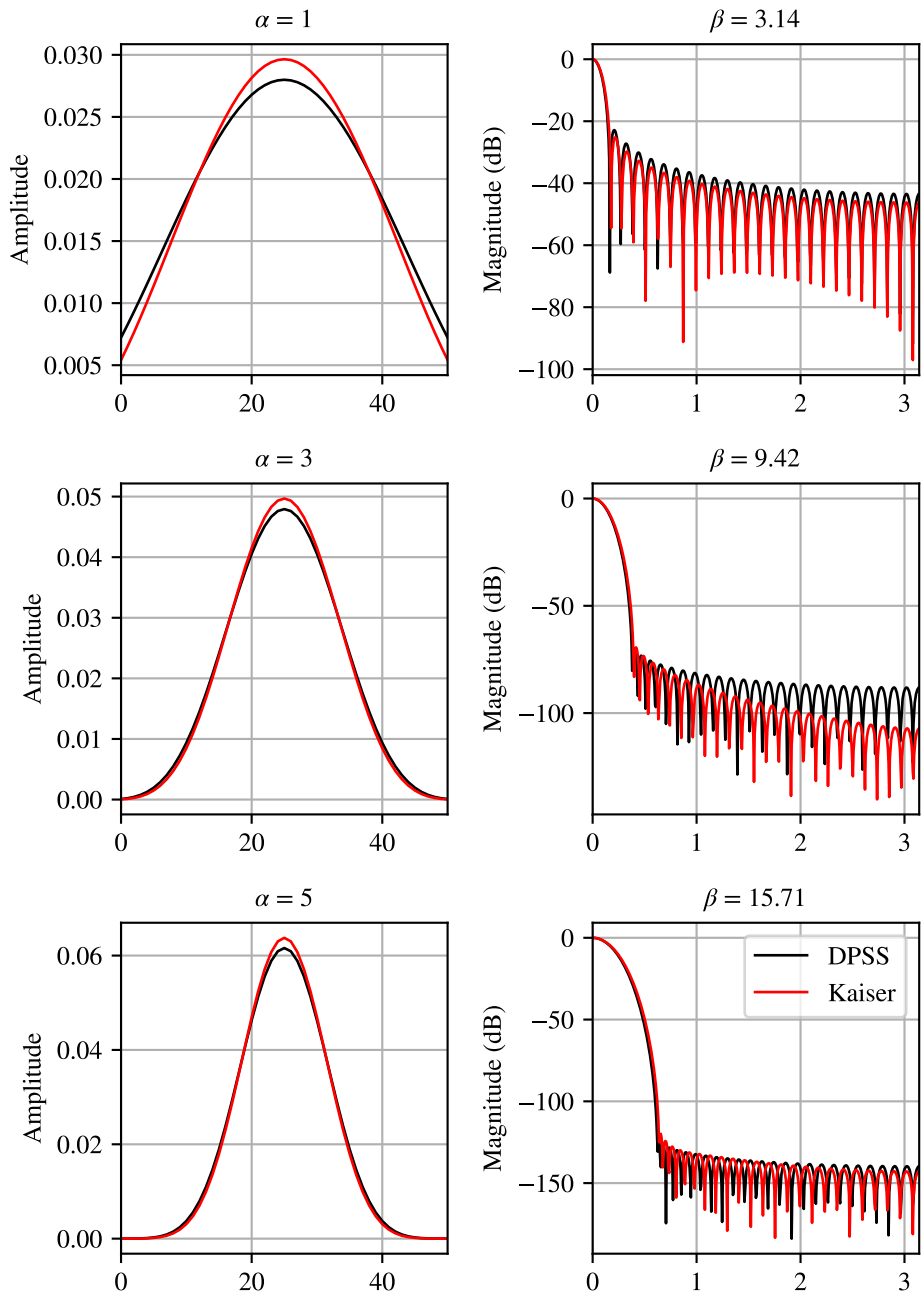 α = 1
0.030
0.025
0.020
0.015
0.010
0.005
Amplitude
0 20 40
β = 3.14
0
−20
−40
−60
−80
−100
Magnitude (dB)
0 1 2 3
α = 3
0.05
0.04
0.03
0.02
0.01
0.00
Amplitude
0 20 40
β = 9.42
0
−50
−100
Magnitude (dB)
0 1 2 3
α = 5
0.06
0.04
0.02
0.00
Amplitude
0 20 40
β = 15.71
0
−50
−100
−150
Magnitude (dB)
DPSS
Kaiser
0 1 2 3